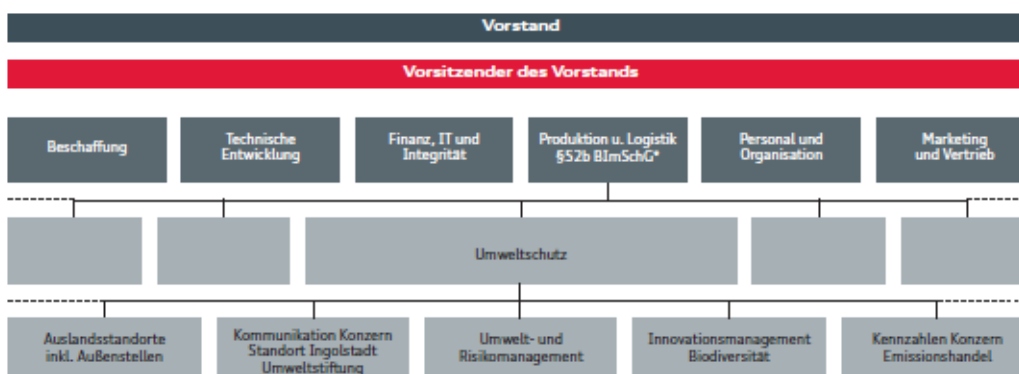 Vorstand
Vorsitzender des Vorstands
Beschaffung
Technische
Entwicklung
Finanz, IT und
Integrität
Produktion u. Logistik
§52b BImSchG*
Personal und
Organisation
Marketing
und Vertrieb
Umweltschutz
Auslandsstandorte
inkl. Außenstellen
Kommunikation Konzern
Standort Ingolstadt
Umweltstiftung
Umwelt- und
Risikomanagement
Innovationsmanagement
Biodiversität
Kennzahlen Konzern
Emissionshandel